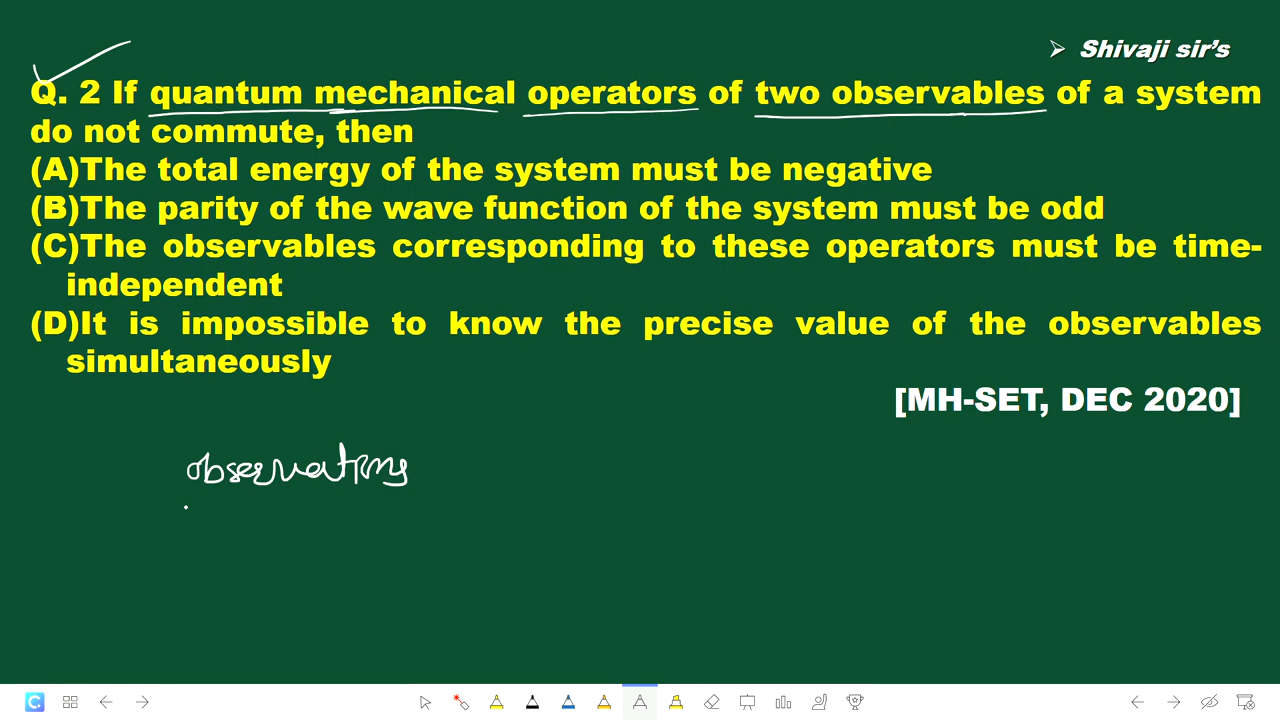 Shivaji sir's
Q. 2 If quantum mechanical operators of two observables of a system
do not commute, then
(A)The total energy of the system must be negative
(B)The parity of the wave function of the system must be odd
(C)The observables corresponding to these operators must be time-
independent
(D)It is impossible to know the precise value of the observables
simultaneously
[MH-SET, DEC 2020]